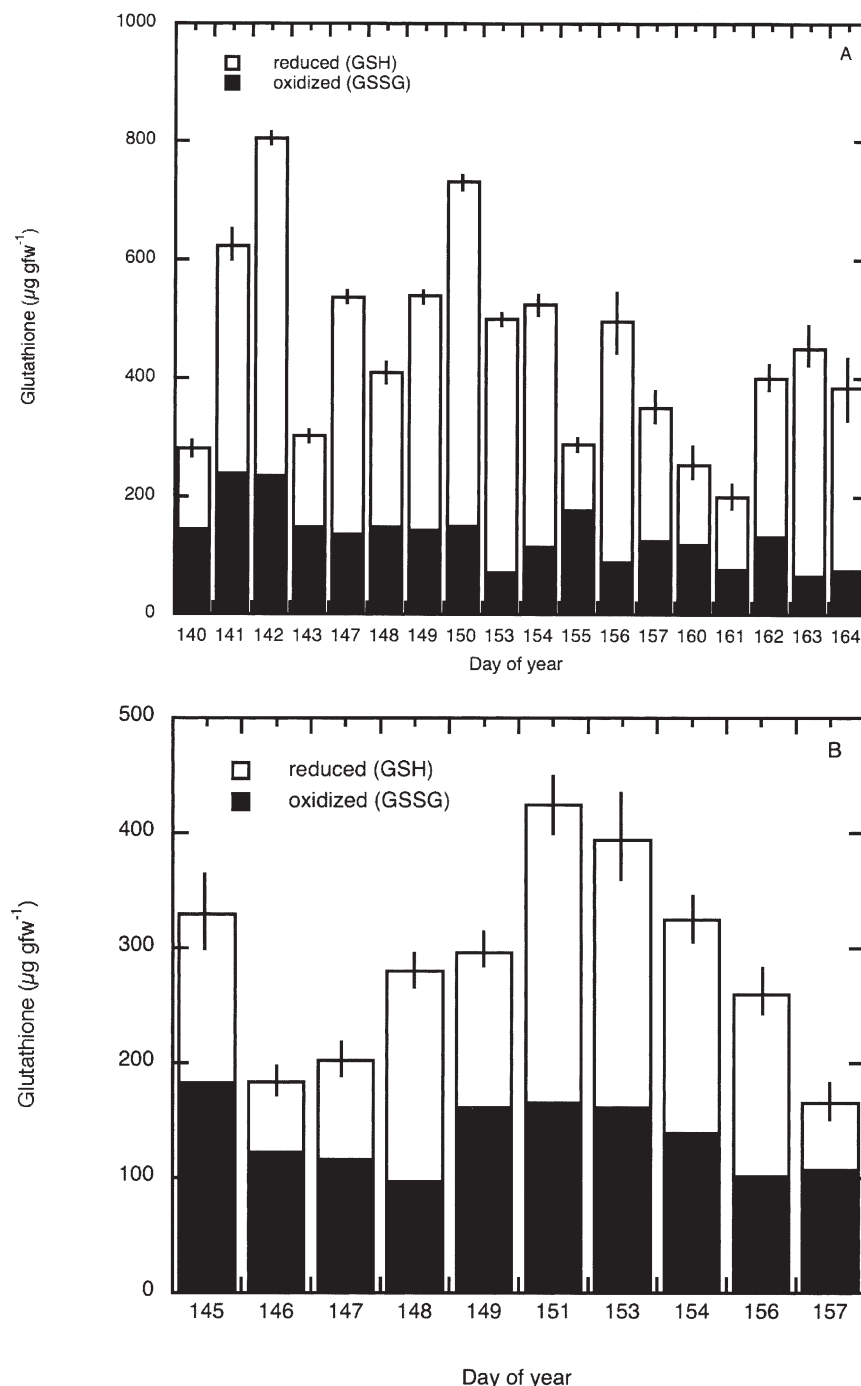 1000
A
reduced (GSH)
oxidized (GSSG)
800
600
400
200
0
Glutathione (µg gfw⁻¹)
140 141 142 143 147 148 149 150 153 154 155 156 157 160 161 162 163 164
Day of year
500
B
reduced (GSH)
oxidized (GSSG)
400
300
200
100
0
Glutathione (µg gfw⁻¹)
145 146 147 148 149 151 153 154 156 157
Day of year